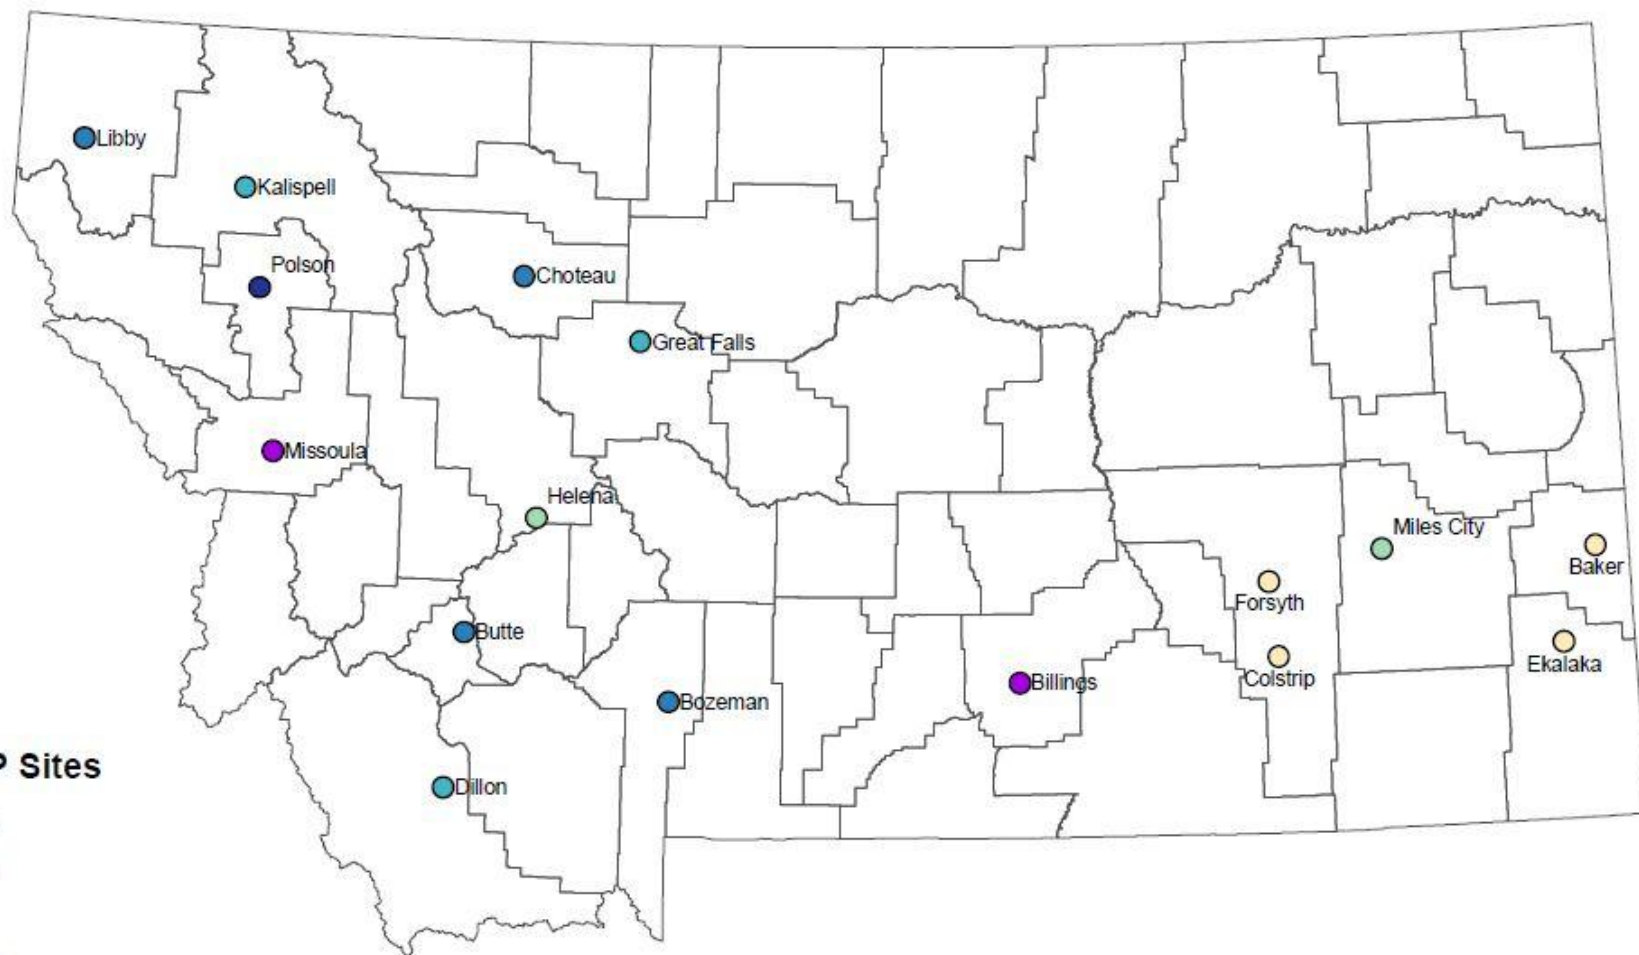 Libby
Kalispell
Polson
Choteau
Great Falls
Missoula
Helena
Miles City
Baker
Forsyth
Butte
Ekalaka
Colstrip
Billings
Bozeman
Sites
Dillon